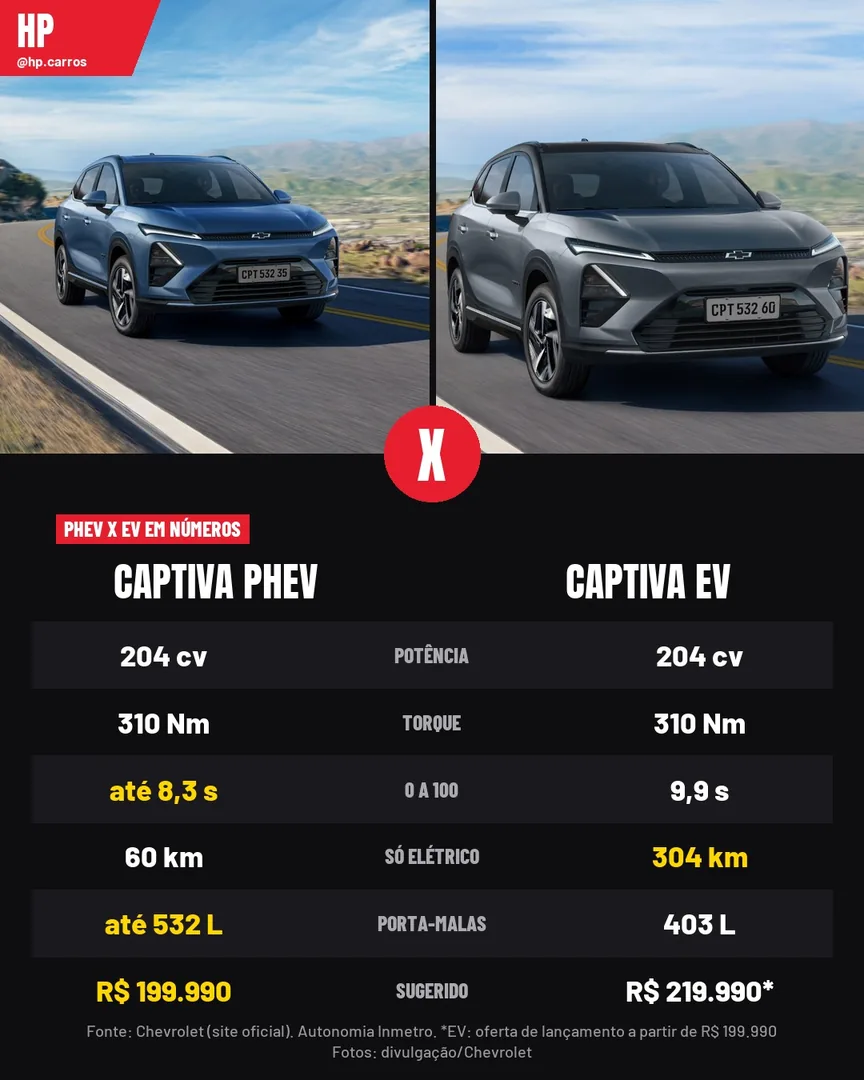 HP
@hp.carros
CPT 532 35
CPT 532 60
X
PHEV X EV EM NÚMEROS
CAPTIVA PHEV CAPTIVA EV
204 cv POTÊNCIA 204 cv
310 Nm TORQUE 310 Nm
até 8,3 s 0 A 100 9,9 s
60 km SÓ ELÉTRICO 304 km
até 532 L PORTA-MALAS 403 L
R$ 199.990 SUGERIDO R$ 219.990*
Fonte: Chevrolet (site oficial). Autonomia Inmetro. *EV: oferta de lançamento a partir de R$ 199.990
Fotos: divulgação/Chevrolet